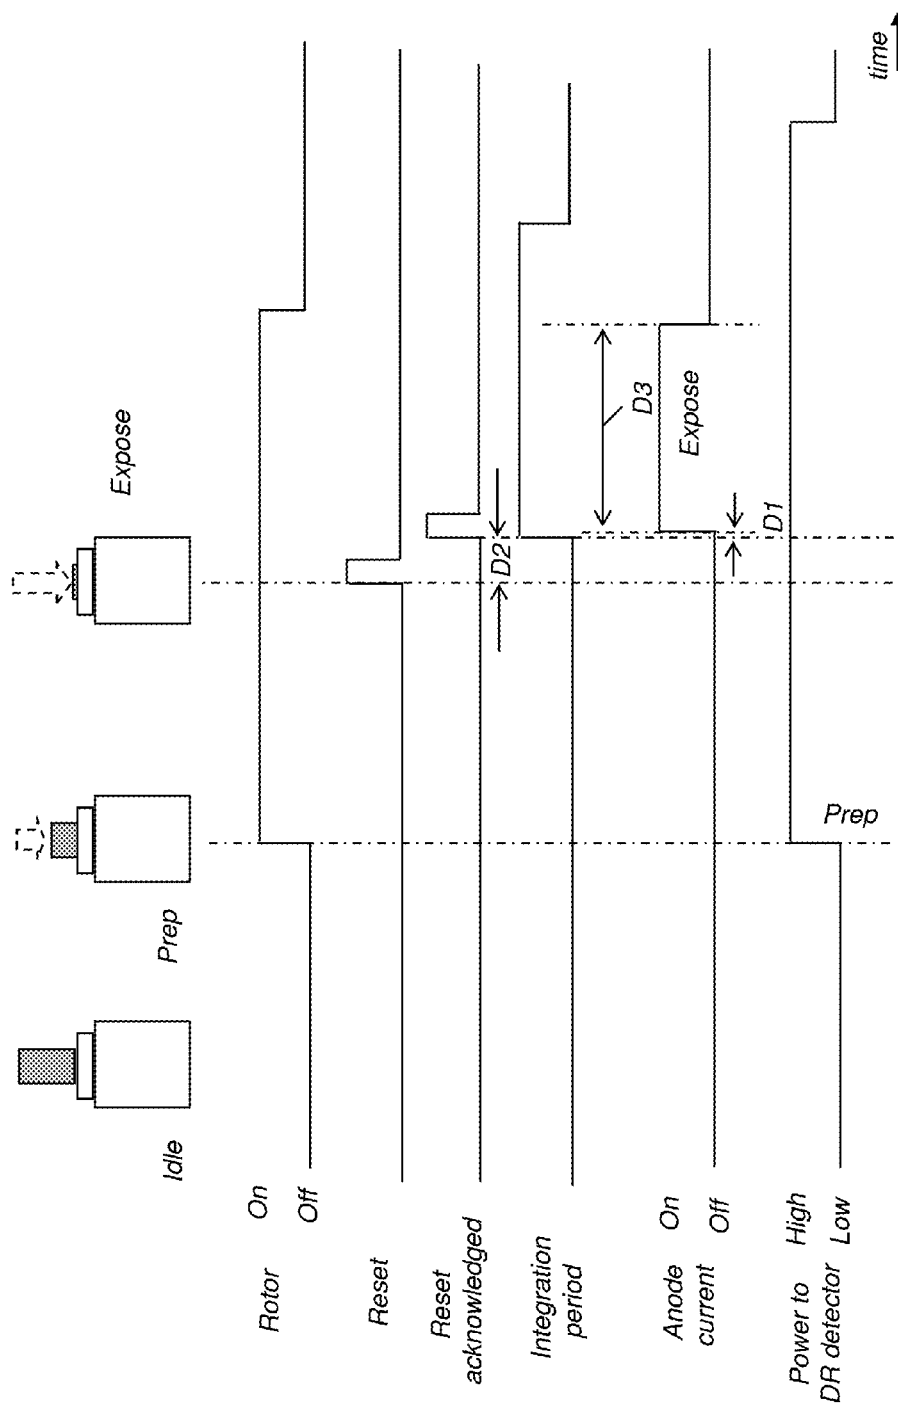 Idle
Prep
Expose
Rotor
On
Off
Reset
Reset
acknowledged
D2
Integration
period
D3
Anode
current
On
Off
Expose
D1
Power to
DR detector
High
Low
Prep
time